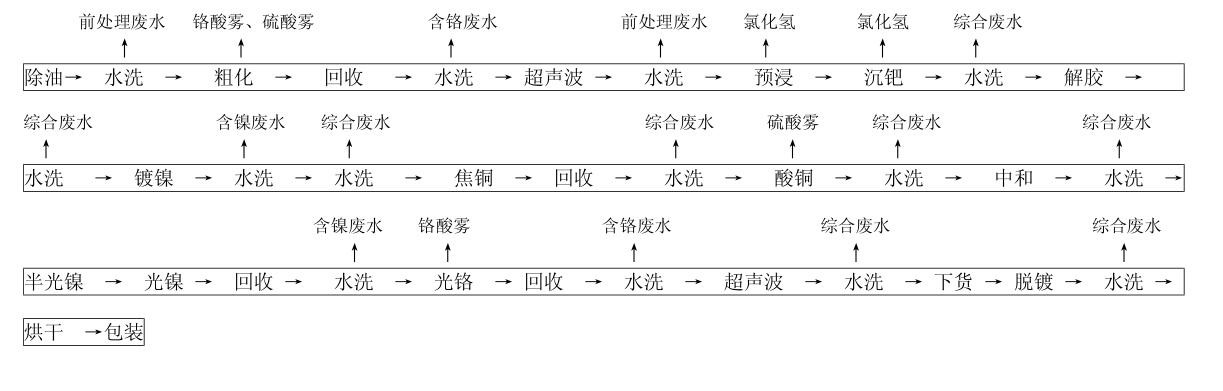 前处理废水 铬酸雾、硫酸雾 含铬废水 前处理废水 氯化氢 氯化氢 综合废水
除油→ 水洗 → 粗化 → 回收 → 水洗 → 超声波 → 水洗 → 预浸 → 沉钯 → 水洗 → 解胶 →
综合废水 含镍废水 综合废水 综合废水 硫酸雾 综合废水 综合废水
水洗 → 镀镍 → 水洗 → 水洗 → 焦铜 → 回收 → 水洗 → 酸铜 → 水洗 → 中和 → 水洗 →
含镍废水 铬酸雾 含铬废水 综合废水 综合废水
半光镍 → 光镍 → 回收 → 水洗 → 光铬 → 回收 → 水洗 → 超声波 → 水洗 → 下货 → 脱镀 → 水洗 →
烘干 →包装